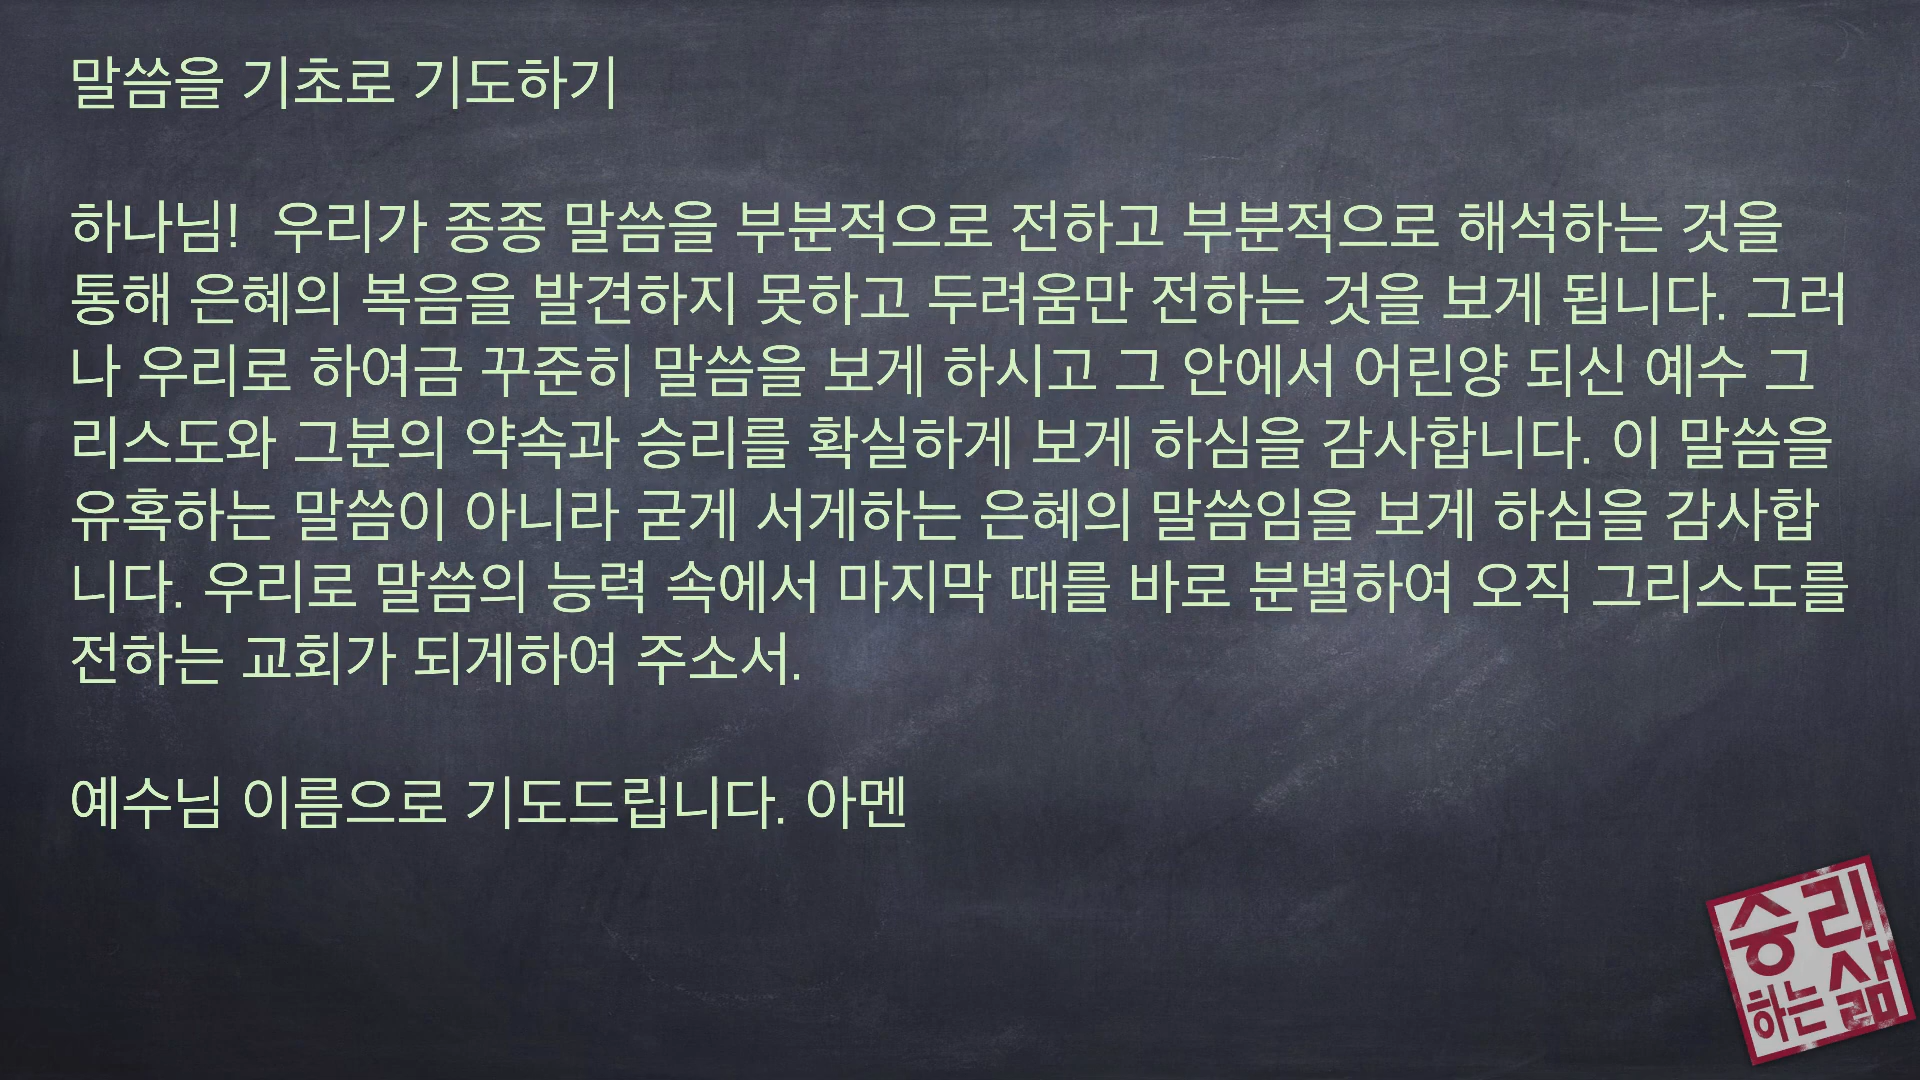 말씀을 기초로 기도하기
하나님!  우리가 종종 말씀을 부분적으로 전하고 부분적으로 해석하는 것을
통해 은혜의 복음을 발견하지 못하고 두려움만 전하는 것을 보게 됩니다. 그러
나 우리로 하여금 꾸준히 말씀을 보게 하시고 그 안에서 어린양 되신 예수 그
리스도와 그분의 약속과 승리를 확실하게 보게 하심을 감사합니다. 이 말씀을
유혹하는 말씀이 아니라 굳게 서게하는 은혜의 말씀임을 보게 하심을 감사합
니다. 우리로 말씀의 능력 속에서 마지막 때를 바로 분별하여 오직 그리스도를
전하는 교회가 되게하여 주소서.
예수님 이름으로 기도드립니다. 아멘
승리
하는 삶